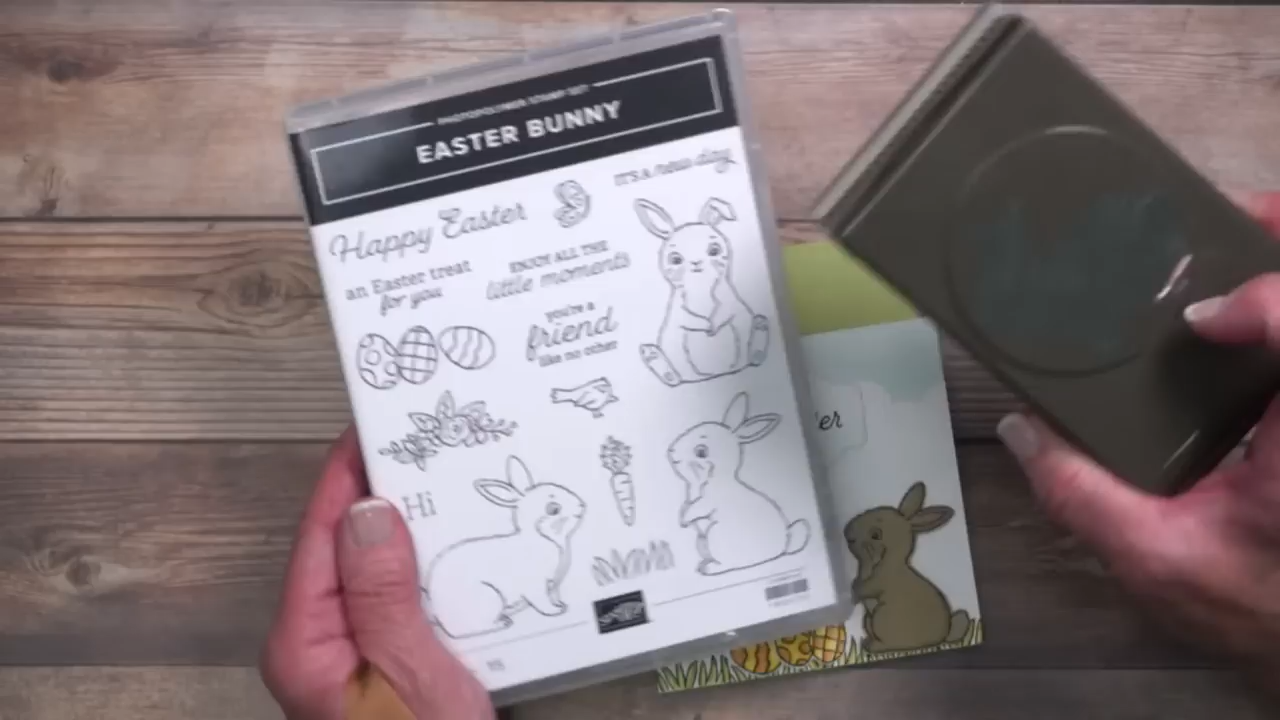 PHOTOPOLYMER STAMP SET
EASTER BUNNY
IT'S A new day
Happy Easter
an Easter treat
for you
ENJOY ALL THE
little moments
you're a
friend
like no other
Hi
er